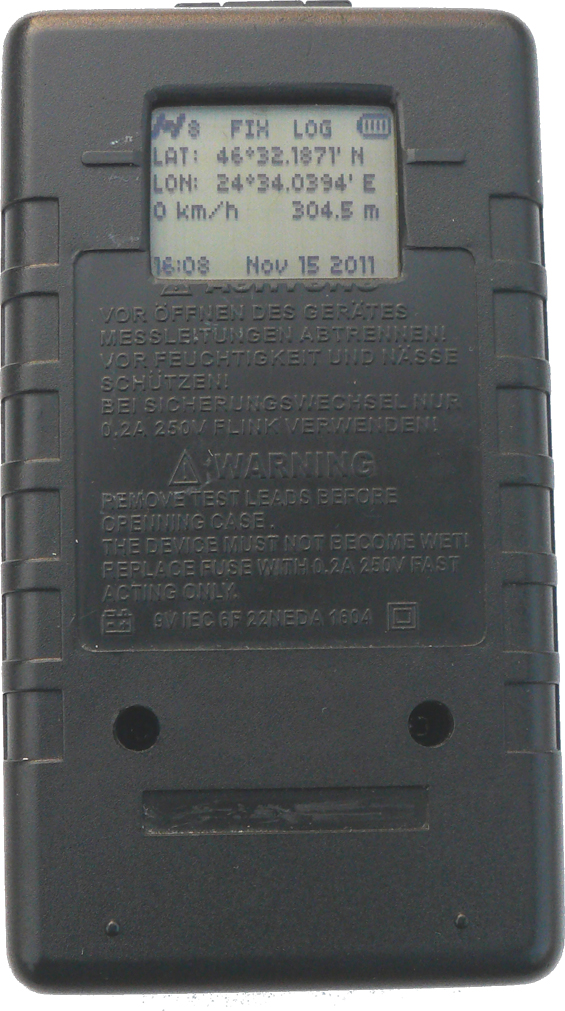 8 FIX LOG
LAT: 46°32.1871' N
LON: 24°34.0394' E
0 km/h 304.5 m
16:08 Nov 15 2011
ACHTUNG
VOR ÖFFNEN DES GERÄTES
MESSLEITUNGEN ABTRENNEN!
VOR FEUCHTIGKEIT UND NÄSSE
SCHÜTZEN!
BEI SICHERUNGSWECHSEL NUR
0.2A 250V FLINK VERWENDEN!
WARNING
REMOVE TEST LEADS BEFORE
OPENNING CASE.
THE DEVICE MUST NOT BECOME WET!
REPLACE FUSE WITH 0.2A 250V FAST
ACTING ONLY.
9V IEC 6F 22NEDA 1604